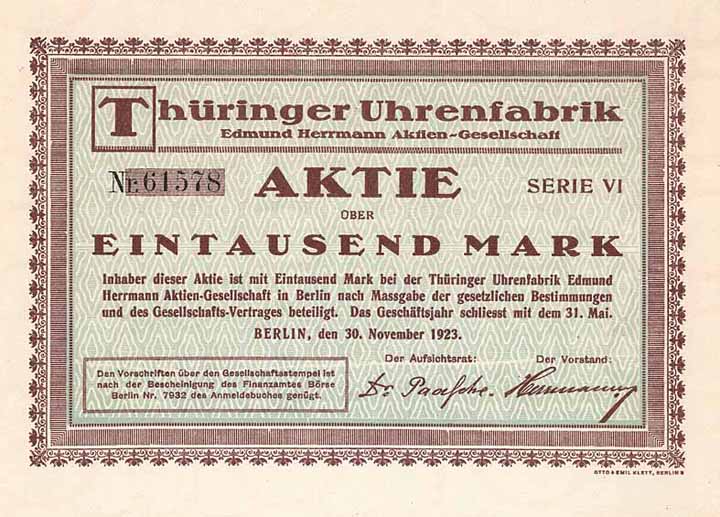 Thüringer Uhrenfabrik
Edmund Herrmann Aktien-Gesellschaft
Nr. 61578
AKTIE
SERIE VI
ÜBER
EINTAUSEND MARK
Inhaber dieser Aktie ist mit Eintausend Mark bei der Thüringer Uhrenfabrik Edmund
Herrmann Aktien-Gesellschaft in Berlin nach Massgabe der gesetzlichen Bestimmungen
und des Gesellschafts-Vertrages beteiligt. Das Geschäftsjahr schliesst mit dem 31. Mai.
BERLIN, den 30. November 1923.
Den Vorschriften über den Gesellschaftsstempel ist
nach der Bescheinigung des Finanzamtes Börse
Berlin Nr. 7932 des Anmeldebuches genügt.
Der Aufsichtsrat: Der Vorstand:
Dr. Paasche. Herrmann
OTTO & EMIL KLETT, BERLIN S